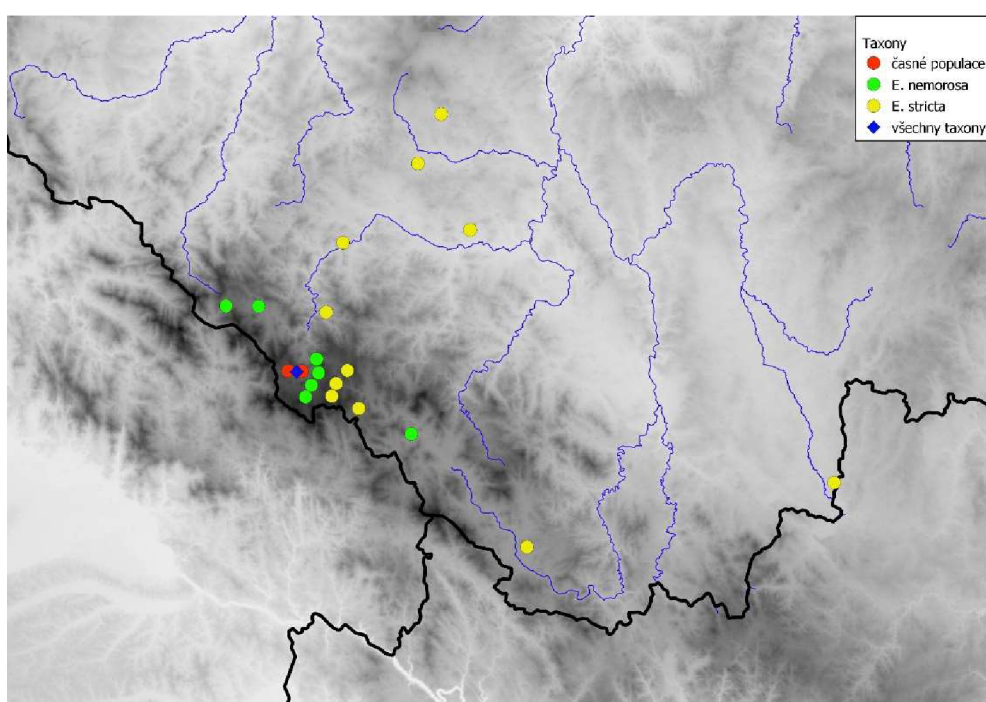 Taxony
časné populace
E. nemorosa
E. stricta
všechny taxony